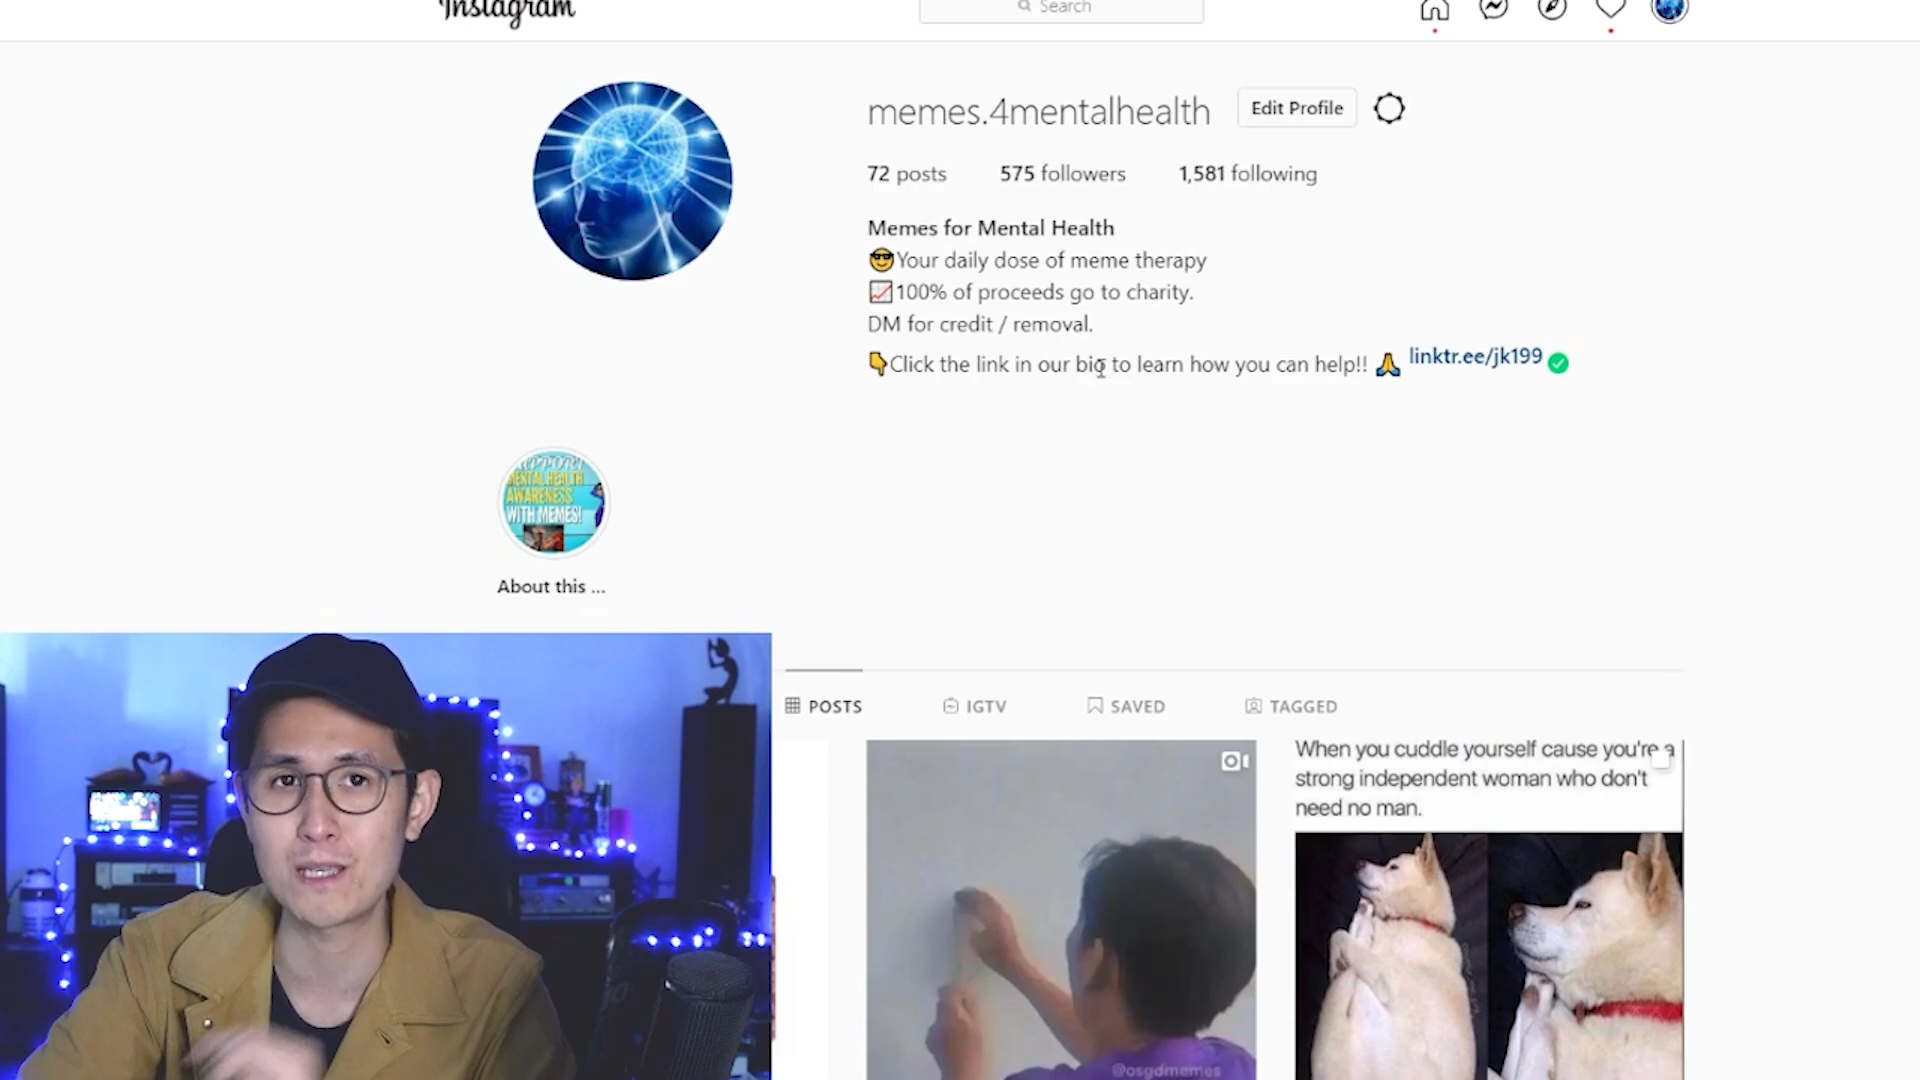 Instagram
Search
memes.4mentalhealth
Edit Profile
72 posts
575 followers
1,581 following
Memes for Mental Health
😎Your daily dose of meme therapy
📈100% of proceeds go to charity.
DM for credit / removal.
👇Click the link in our bio to learn how you can help!! 🙏 linktr.ee/jk199
SUPPORT
MENTAL HEALTH
AWARENESS
WITH MEMES!
About this ...
POSTS
IGTV
SAVED
TAGGED
When you cuddle yourself cause you're a
strong independent woman who don't
need no man.
@osgdmemes